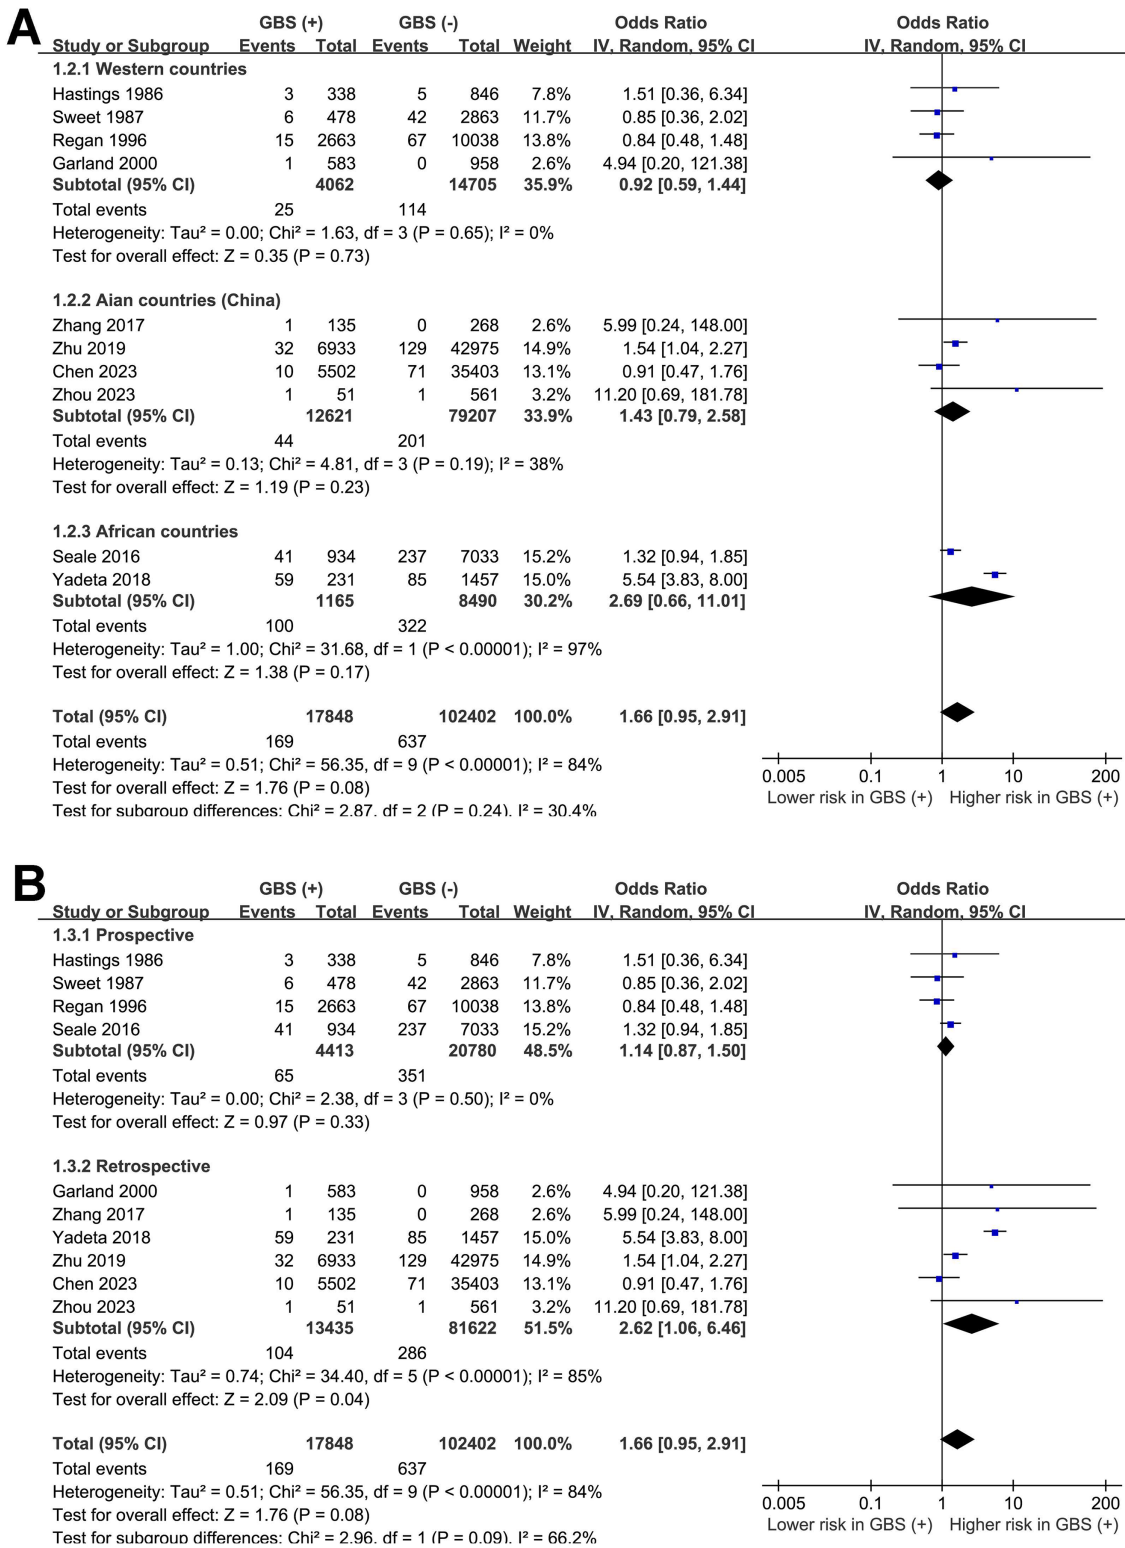 A
GBS (+) GBS (-) Odds Ratio Odds Ratio
Study or Subgroup Events Total Events Total Weight IV, Random, 95% CI IV, Random, 95% CI
1.2.1 Western countries
Hastings 1986 3 338 5 846 7.8% 1.51 [0.36, 6.34]
Sweet 1987 6 478 42 2863 11.7% 0.85 [0.36, 2.02]
Regan 1996 15 2663 67 10038 13.8% 0.84 [0.48, 1.48]
Garland 2000 1 583 0 958 2.6% 4.94 [0.20, 121.38]
Subtotal (95% CI) 4062 14705 35.9% 0.92 [0.59, 1.44]
Total events 25 114
Heterogeneity: Tau² = 0.00; Chi² = 1.63, df = 3 (P = 0.65); I² = 0%
Test for overall effect: Z = 0.35 (P = 0.73)
1.2.2 Aian countries (China)
Zhang 2017 1 135 0 268 2.6% 5.99 [0.24, 148.00]
Zhu 2019 32 6933 129 42975 14.9% 1.54 [1.04, 2.27]
Chen 2023 10 5502 71 35403 13.1% 0.91 [0.47, 1.76]
Zhou 2023 1 51 1 561 3.2% 11.20 [0.69, 181.78]
Subtotal (95% CI) 12621 79207 33.9% 1.43 [0.79, 2.58]
Total events 44 201
Heterogeneity: Tau² = 0.13; Chi² = 4.81, df = 3 (P = 0.19); I² = 38%
Test for overall effect: Z = 1.19 (P = 0.23)
1.2.3 African countries
Seale 2016 41 934 237 7033 15.2% 1.32 [0.94, 1.85]
Yadeta 2018 59 231 85 1457 15.0% 5.54 [3.83, 8.00]
Subtotal (95% CI) 1165 8490 30.2% 2.69 [0.66, 11.01]
Total events 100 322
Heterogeneity: Tau² = 1.00; Chi² = 31.68, df = 1 (P < 0.00001); I² = 97%
Test for overall effect: Z = 1.38 (P = 0.17)
Total (95% CI) 17848 102402 100.0% 1.66 [0.95, 2.91]
Total events 169 637
Heterogeneity: Tau² = 0.51; Chi² = 56.35, df = 9 (P < 0.00001); I² = 84%
Test for overall effect: Z = 1.76 (P = 0.08)
Test for subgroup differences: Chi² = 2.87, df = 2 (P = 0.24), I² = 30.4%
0.005 0.1 1 10 200
Lower risk in GBS (+) Higher risk in GBS (+)
B
GBS (+) GBS (-) Odds Ratio Odds Ratio
Study or Subgroup Events Total Events Total Weight IV, Random, 95% CI IV, Random, 95% CI
1.3.1 Prospective
Hastings 1986 3 338 5 846 7.8% 1.51 [0.36, 6.34]
Sweet 1987 6 478 42 2863 11.7% 0.85 [0.36, 2.02]
Regan 1996 15 2663 67 10038 13.8% 0.84 [0.48, 1.48]
Seale 2016 41 934 237 7033 15.2% 1.32 [0.94, 1.85]
Subtotal (95% CI) 4413 20780 48.5% 1.14 [0.87, 1.50]
Total events 65 351
Heterogeneity: Tau² = 0.00; Chi² = 2.38, df = 3 (P = 0.50); I² = 0%
Test for overall effect: Z = 0.97 (P = 0.33)
1.3.2 Retrospective
Garland 2000 1 583 0 958 2.6% 4.94 [0.20, 121.38]
Zhang 2017 1 135 0 268 2.6% 5.99 [0.24, 148.00]
Yadeta 2018 59 231 85 1457 15.0% 5.54 [3.83, 8.00]
Zhu 2019 32 6933 129 42975 14.9% 1.54 [1.04, 2.27]
Chen 2023 10 5502 71 35403 13.1% 0.91 [0.47, 1.76]
Zhou 2023 1 51 1 561 3.2% 11.20 [0.69, 181.78]
Subtotal (95% CI) 13435 81622 51.5% 2.62 [1.06, 6.46]
Total events 104 286
Heterogeneity: Tau² = 0.74; Chi² = 34.40, df = 5 (P < 0.00001); I² = 85%
Test for overall effect: Z = 2.09 (P = 0.04)
Total (95% CI) 17848 102402 100.0% 1.66 [0.95, 2.91]
Total events 169 637
Heterogeneity: Tau² = 0.51; Chi² = 56.35, df = 9 (P < 0.00001); I² = 84%
Test for overall effect: Z = 1.76 (P = 0.08)
Test for subgroup differences: Chi² = 2.96, df = 1 (P = 0.09), I² = 66.2%
0.005 0.1 1 10 200
Lower risk in GBS (+) Higher risk in GBS (+)